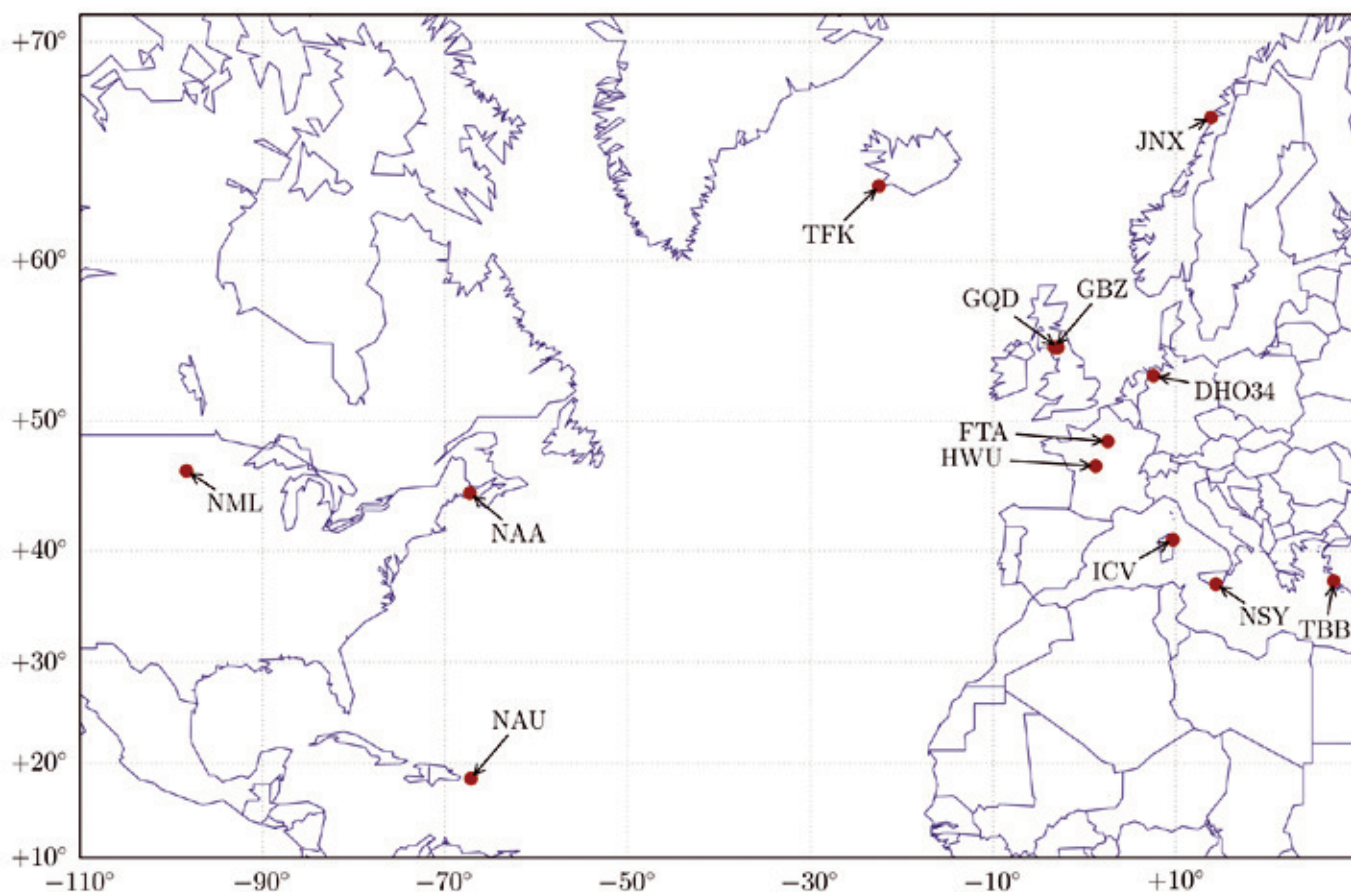 +70°
JNX
TFK
+60°
GQD
GBZ
DHO34
+50°
FTA
HWU
NML
NAA
+40°
ICV
NSY
TBB
+30°
NAU
+20°
+10°
−110°
−90°
−70°
−50°
−30°
−10°
+10°